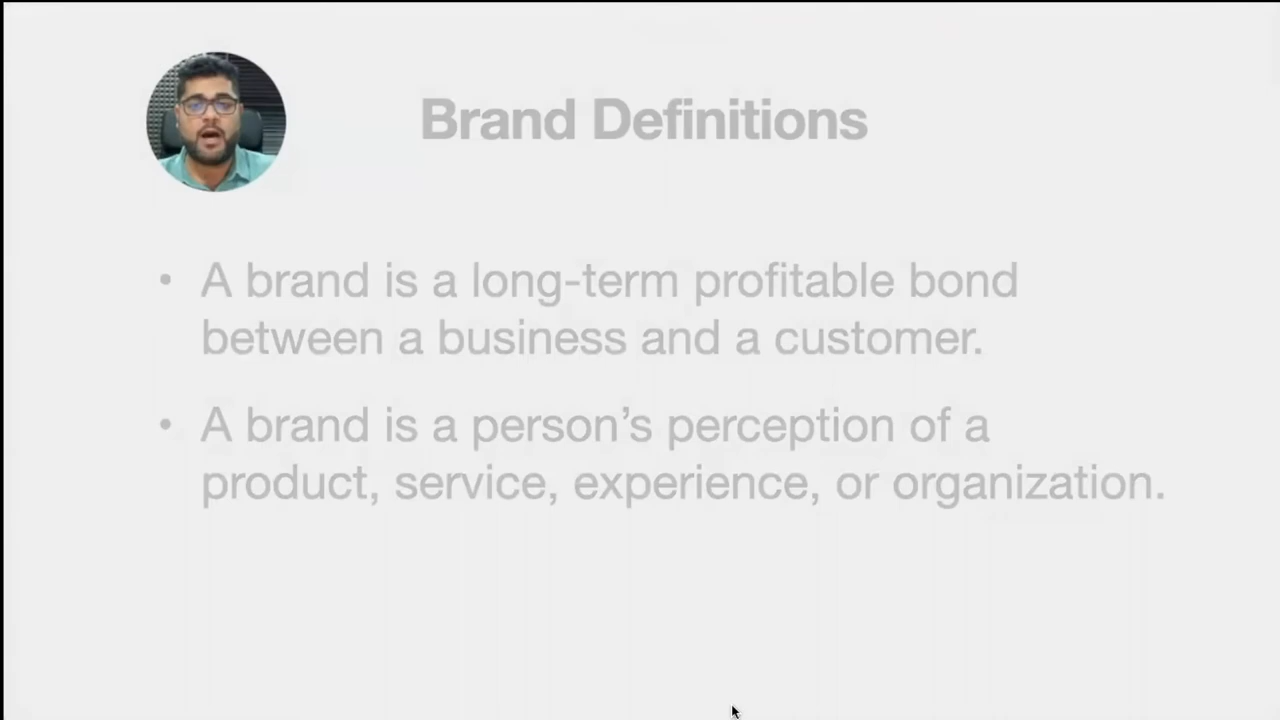 Brand Definitions
• A brand is a long-term profitable bond
between a business and a customer.
• A brand is a person’s perception of a
product, service, experience, or organization.